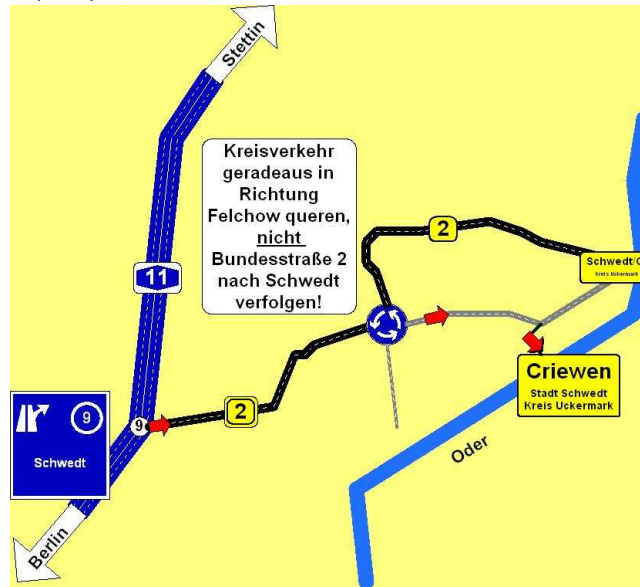 Stettin
Kreisverkehr
geradeaus in
Richtung
Felchow queren,
nicht
Bundesstraße 2
nach Schwedt
verfolgen!
2
11
Schwedt/O
Kreis Uckermark
Criewen
Stadt Schwedt
Kreis Uckermark
9
2
9
Schwedt
Oder
Berlin